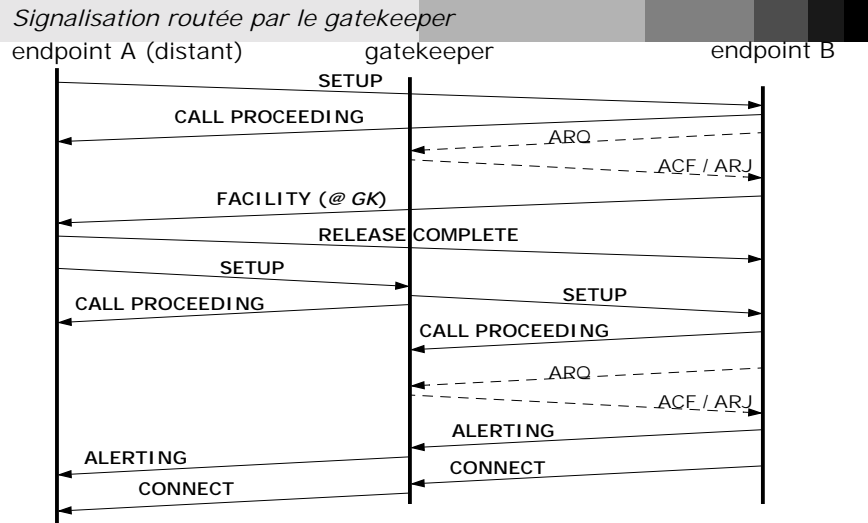 Signalisation routée par le gatekeeper
endpoint A (distant) gatekeeper endpoint B
SETUP
CALL PROCEEDING
ARQ
ACF / ARJ
FACILITY (@ GK)
RELEASE COMPLETE
SETUP
SETUP
CALL PROCEEDING
CALL PROCEEDING
ARQ
ACF / ARJ
ALERTING
ALERTING
CONNECT
CONNECT